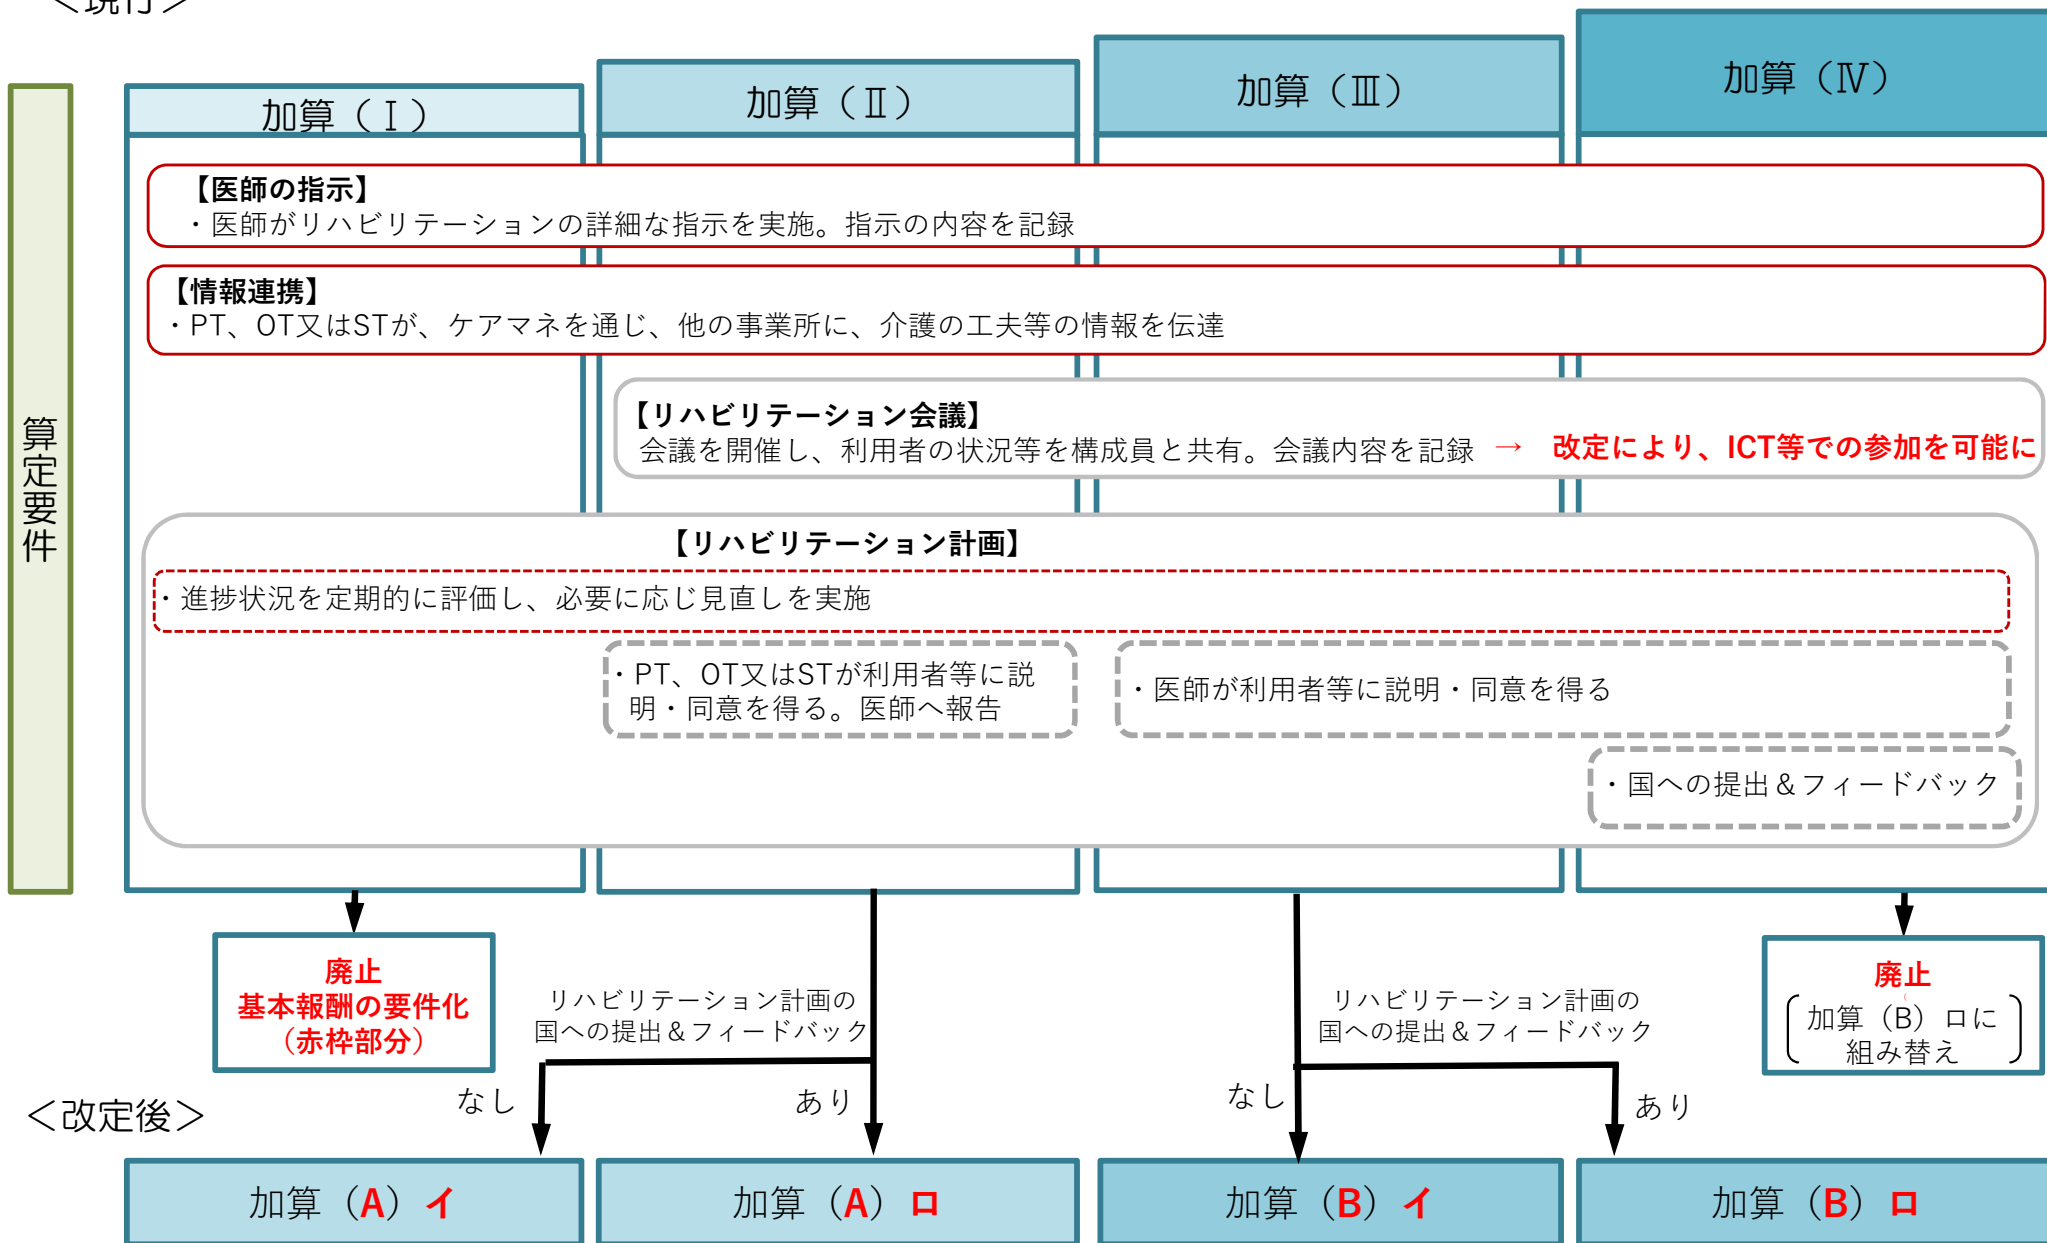 ＜現行＞
加算（Ⅰ）
加算（Ⅱ）
加算（Ⅲ）
加算（Ⅳ）
算定要件
【医師の指示】
・医師がリハビリテーションの詳細な指示を実施。指示の内容を記録
【情報連携】
・PT、OT又はSTが、ケアマネを通じ、他の事業所に、介護の工夫等の情報を伝達
【リハビリテーション会議】
会議を開催し、利用者の状況等を構成員と共有。会議内容を記録 → 改定により、ICT等での参加を可能に
【リハビリテーション計画】
・進捗状況を定期的に評価し、必要に応じ見直しを実施
・PT、OT又はSTが利用者等に説
明・同意を得る。医師へ報告
・医師が利用者等に説明・同意を得る
・国への提出＆フィードバック
廃止
基本報酬の要件化
（赤枠部分）
リハビリテーション計画の
国への提出＆フィードバック
なし
あり
リハビリテーション計画の
国への提出＆フィードバック
なし
あり
廃止
加算（B）ロに
組み替え
＜改定後＞
加算（A）イ
加算（A）ロ
加算（B）イ
加算（B）ロ